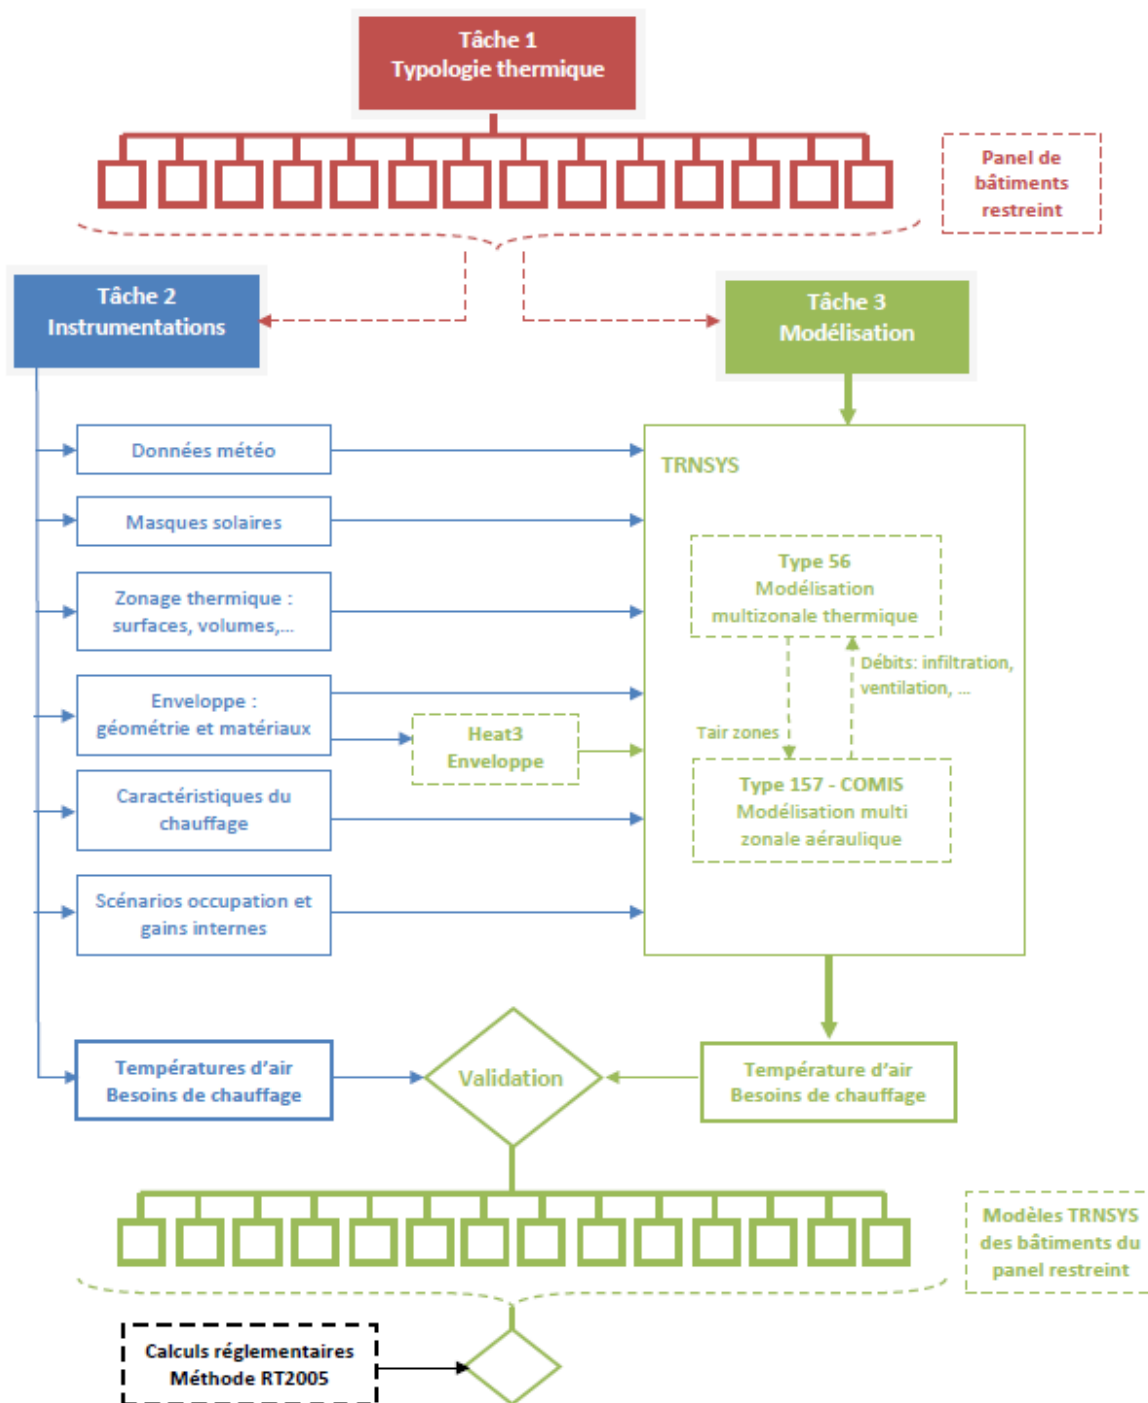 Tâche 1
Typologie thermique
Panel de
bâtiments
restreint
Tâche 2
Instrumentations
Tâche 3
Modélisation
Données météo
TRNSYS
Masques solaires
Type 56
Modélisation
multizonale thermique
Zonage thermique :
surfaces, volumes,...
Débits: infiltration,
ventilation, ...
Enveloppe :
géométrie et matériaux
Heat3
Enveloppe
Tair zones
Type 157 - COMIS
Modélisation multi
zonale aéraulique
Caractéristiques du
chauffage
Scénarios occupation et
gains internes
Températures d'air
Besoins de chauffage
Validation
Température d'air
Besoins de chauffage
Modèles TRNSYS
des bâtiments du
panel restreint
Calculs réglementaires
Méthode RT2005